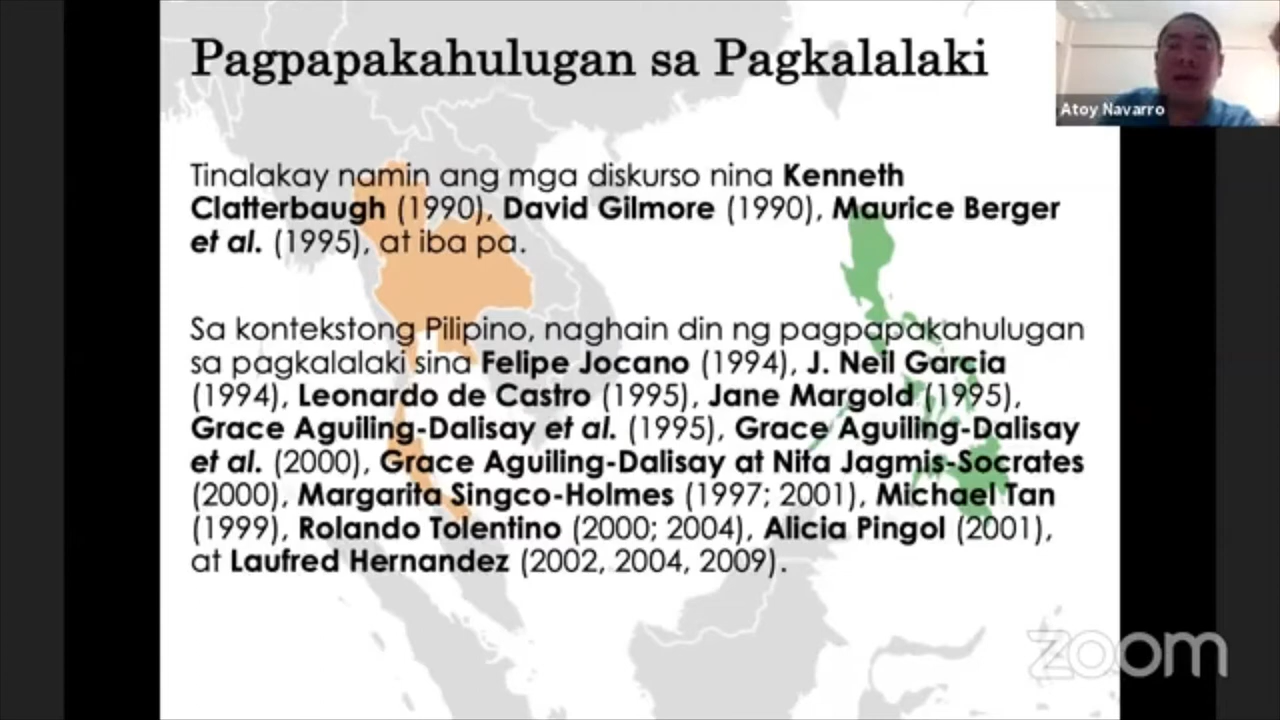 Pagpapakahulugan sa Pagkalalaki
Atoy Navarro
Tinalakay namin ang mga diskurso nina Kenneth
Clatterbaugh (1990), David Gilmore (1990), Maurice Berger
et al. (1995), at iba pa.
Sa kontekstong Pilipino, naghain din ng pagpapakahulugan
sa pagkalalaki sina Felipe Jocano (1994), J. Neil Garcia
(1994), Leonardo de Castro (1995), Jane Margold (1995),
Grace Aguiling-Dalisay et al. (1995), Grace Aguiling-Dalisay
et al. (2000), Grace Aguiling-Dalisay at Nita Jagmis-Socrates
(2000), Margarita Singco-Holmes (1997; 2001), Michael Tan
(1999), Rolando Tolentino (2000; 2004), Alicia Pingol (2001),
at Laufred Hernandez (2002, 2004, 2009).
zoom